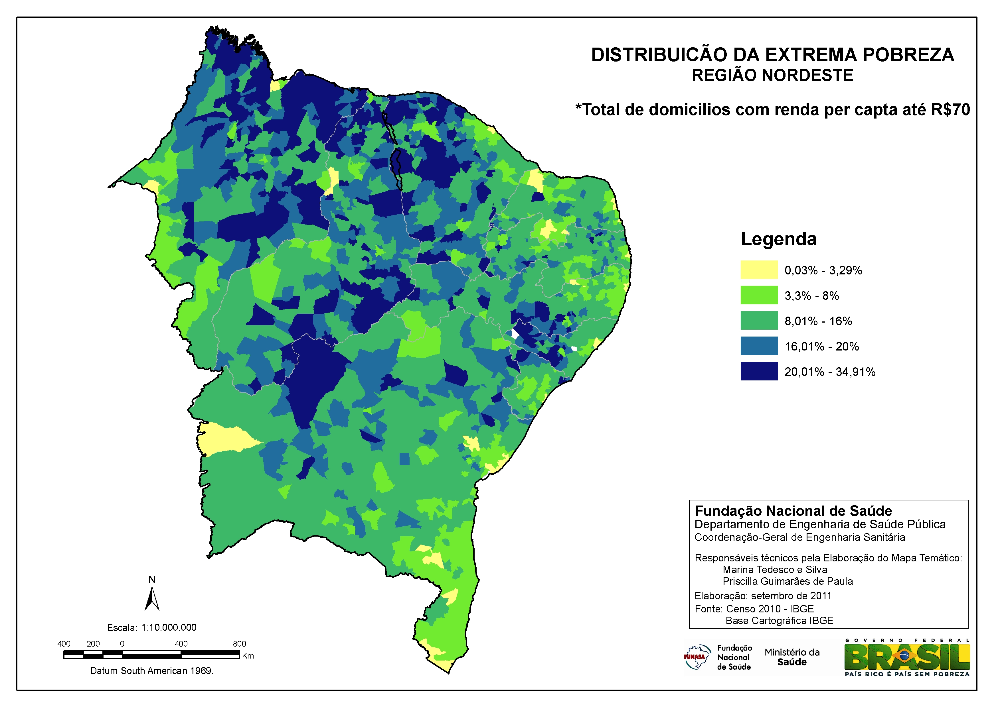 DISTRIBUICÃO DA EXTREMA POBREZA
REGIÃO NORDESTE
*Total de domicilios com renda per capta até R$70
Legenda
0,03% - 3,29%
3,3% - 8%
8,01% - 16%
16,01% - 20%
20,01% - 34,91%
Fundação Nacional de Saúde
Departamento de Engenharia de Saúde Pública
Coordenação-Geral de Engenharia Sanitária
Responsáveis técnicos pela Elaboração do Mapa Temático:
Marina Tedesco e Silva
Priscilla Guimarães de Paula
Elaboração: setembro de 2011
Fonte: Censo 2010 - IBGE
Base Cartográfica IBGE
N
Escala: 1:10.000.000
400 200 0 400 800
Km
Datum South American 1969.
FUNASA
Fundação
Nacional
de Saúde
Ministério da
Saúde
GOVERNO FEDERAL
BRASIL
PAÍS RICO É PAÍS SEM POBREZA